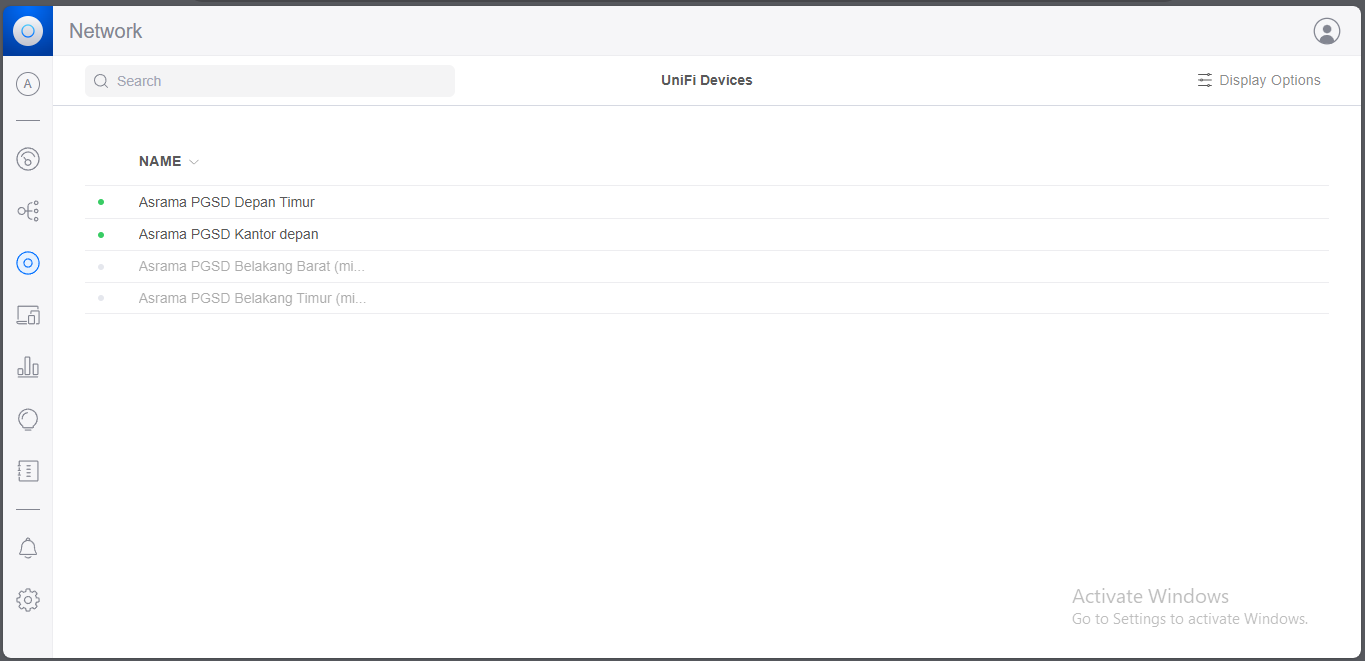 Network
A
Search
UniFi Devices
Display Options
NAME
Asrama PGSD Depan Timur
Asrama PGSD Kantor depan
Asrama PGSD Belakang Barat (mi...
Asrama PGSD Belakang Timur (mi...
Activate Windows
Go to Settings to activate Windows.